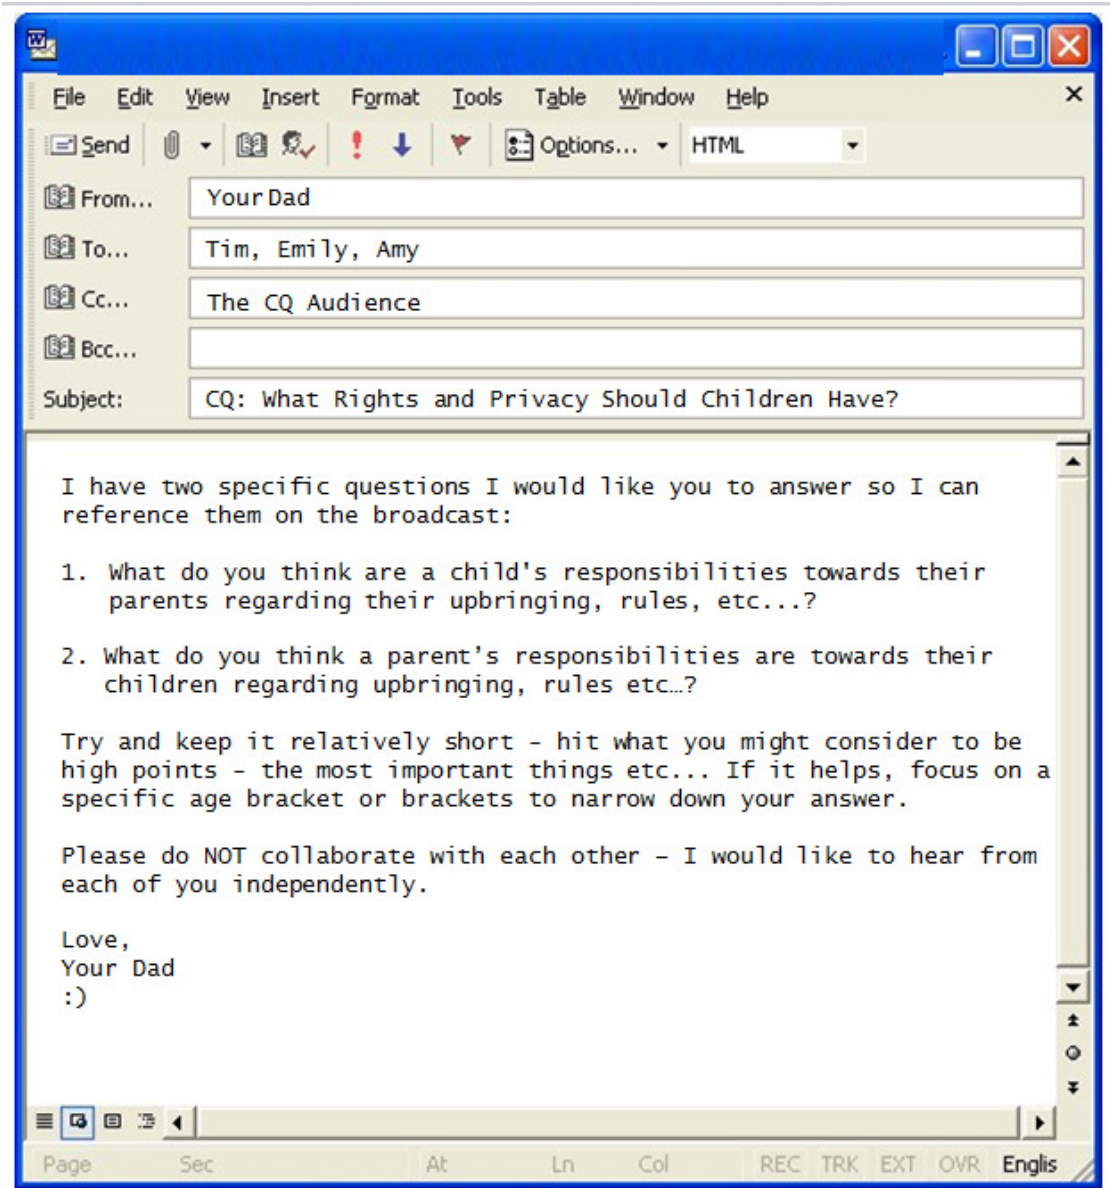 File Edit View Insert Format Tools Table Window Help
Send Options... HTML
From... Your Dad
To... Tim, Emily, Amy
Cc... The CQ Audience
Bcc...
Subject: CQ: What Rights and Privacy Should Children Have?
I have two specific questions I would like you to answer so I can
reference them on the broadcast:
1. What do you think are a child's responsibilities towards their
parents regarding their upbringing, rules, etc...?
2. What do you think a parent’s responsibilities are towards their
children regarding upbringing, rules etc…?
Try and keep it relatively short – hit what you might consider to be
high points – the most important things etc... If it helps, focus on a
specific age bracket or brackets to narrow down your answer.
Please do NOT collaborate with each other – I would like to hear from
each of you independently.
Love,
Your Dad
:)
Page Sec At Ln Col REC TRK EXT OVR Englis